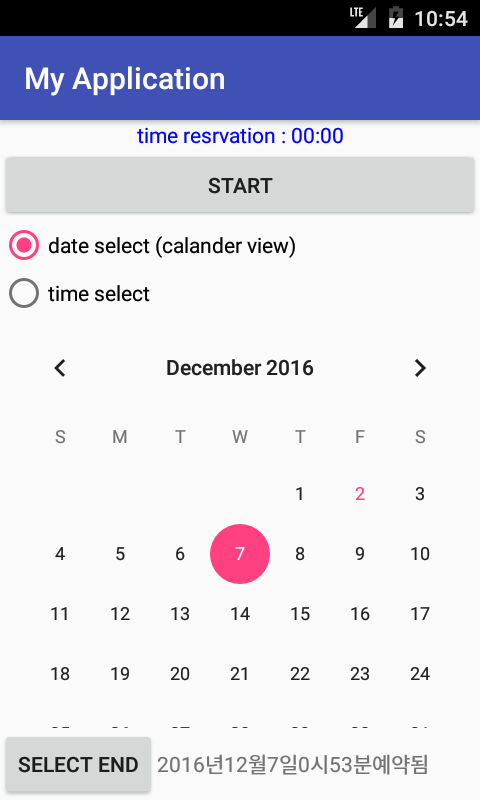 LTE 10:54
My Application
time resrvation : 00:00
START
date select (calander view)
time select
December 2016
S M T W T F S
1 2 3
4 5 6 7 8 9 10
11 12 13 14 15 16 17
18 19 20 21 22 23 24
SELECT END 2016년12월7일0시53분예약됨